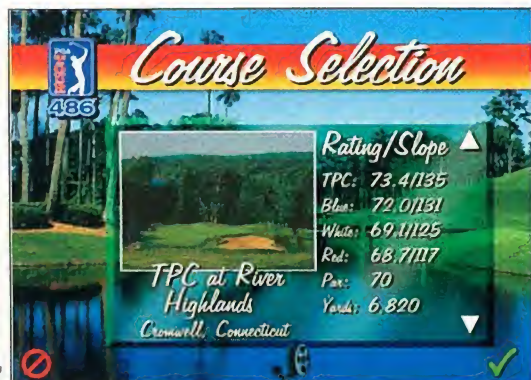 Course Selection
PGA
TOUR
486
Rating/Slope
TPC: 73.4/135
Blue: 72.0/131
White: 69.1/125
Red: 68.7/117
Par: 70
Yards: 6,820
TPC at River
Highlands
Cromwell, Connecticut